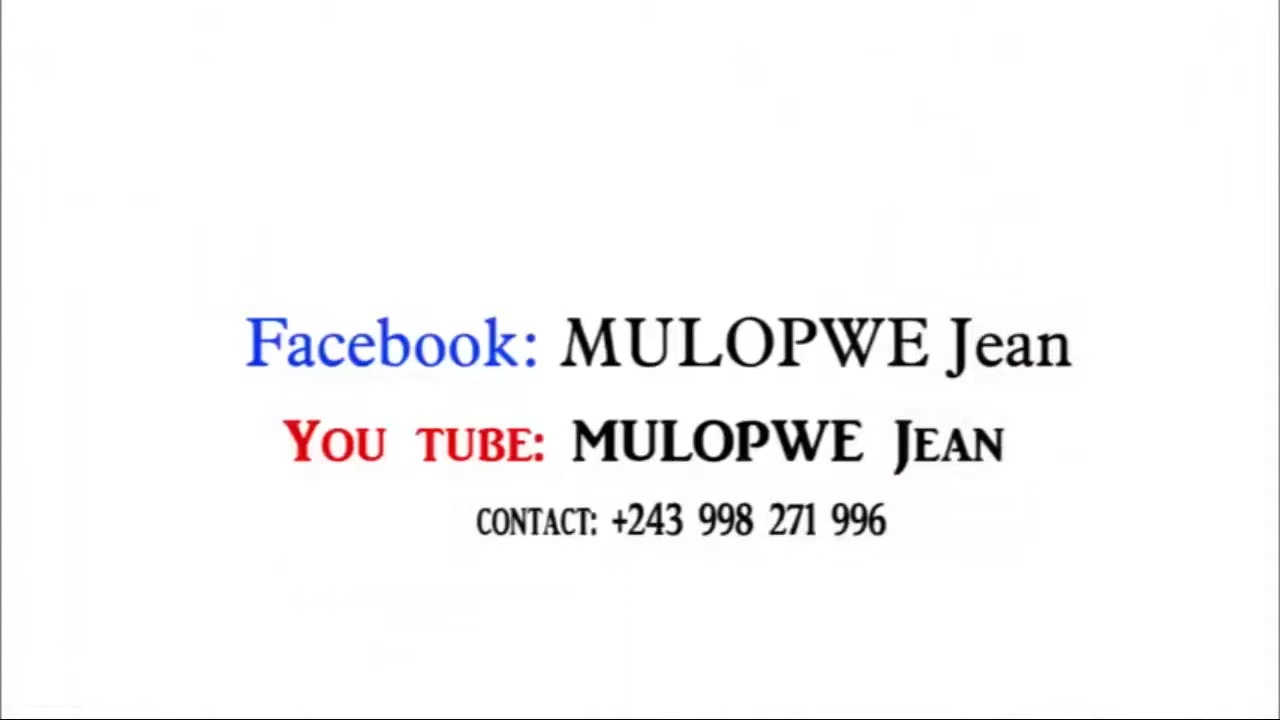 Facebook: MULOPWE Jean
YOU TUBE: MULOPWE JEAN
CONTACT: +243 998 271 996